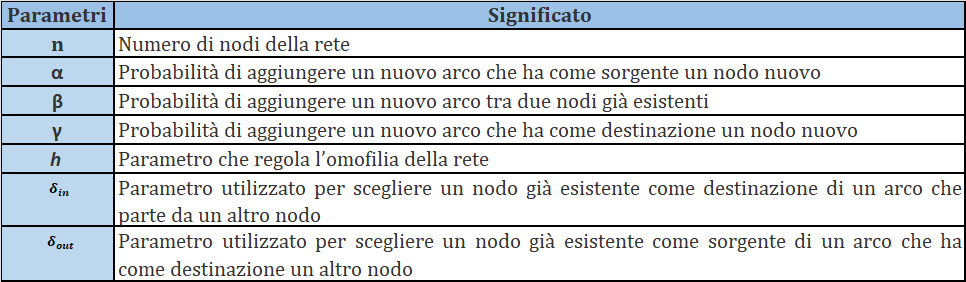 Parametri Significato
n Numero di nodi della rete
α Probabilità di aggiungere un nuovo arco che ha come sorgente un nodo nuovo
β Probabilità di aggiungere un nuovo arco tra due nodi già esistenti
γ Probabilità di aggiungere un nuovo arco che ha come destinazione un nodo nuovo
h Parametro che regola l’omofilia della rete
δin Parametro utilizzato per scegliere un nodo già esistente come destinazione di un arco che
parte da un altro nodo
δout Parametro utilizzato per scegliere un nodo già esistente come sorgente di un arco che ha
come destinazione un altro nodo